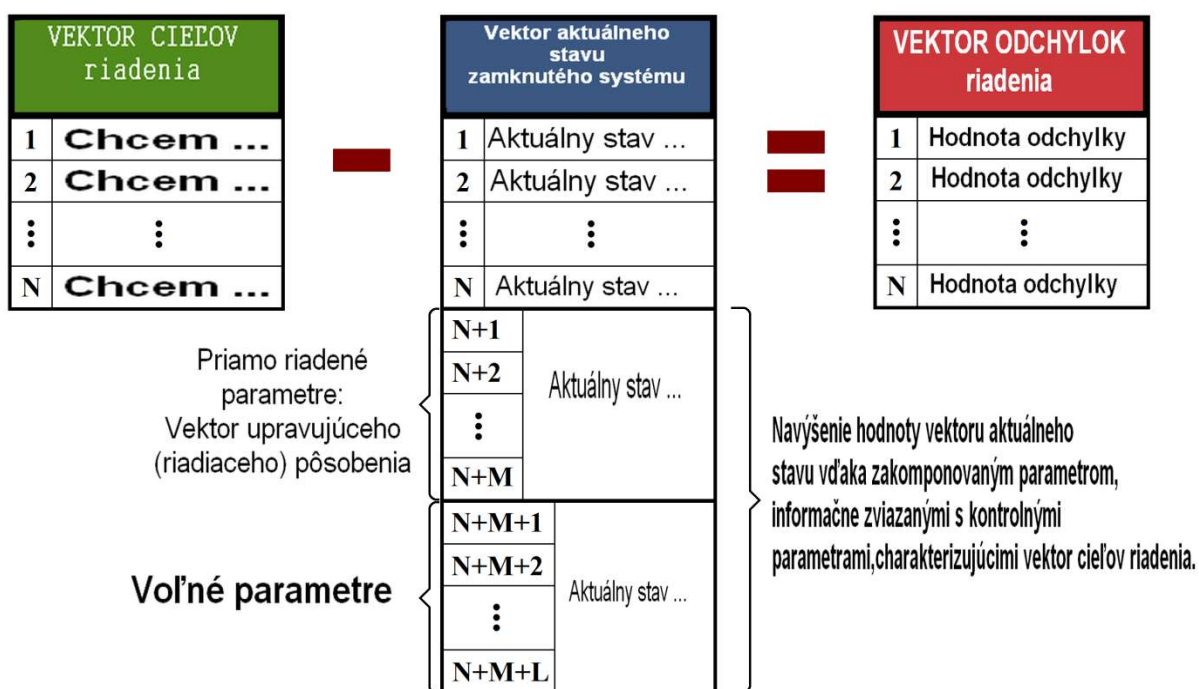 VEKTOR CIEĽOV
riadenia
1 Chcem ...
2 Chcem ...
⋮ ⋮
N Chcem ...
Vektor aktuálneho
stavu
zamknutého systému
1 Aktuálny stav ...
2 Aktuálny stav ...
⋮ ⋮
N Aktuálny stav ...
VEKTOR ODCHYLOK
riadenia
1 Hodnota odchylky
2 Hodnota odchylky
⋮ ⋮
N Hodnota odchylky
Priamo riadené
parametre:
Vektor upravujúceho
(riadiaceho) pôsobenia
N+1
N+2
⋮
N+M
Aktuálny stav ...
Voľné parametre
N+M+1
N+M+2
⋮
N+M+L
Aktuálny stav ...
Navýšenie hodnoty vektoru aktuálneho
stavu vďaka zakomponovaným parametrom,
informačne zviazanými s kontrolnými
parametrami,charakterizujúcimi vektor cieľov riadenia.